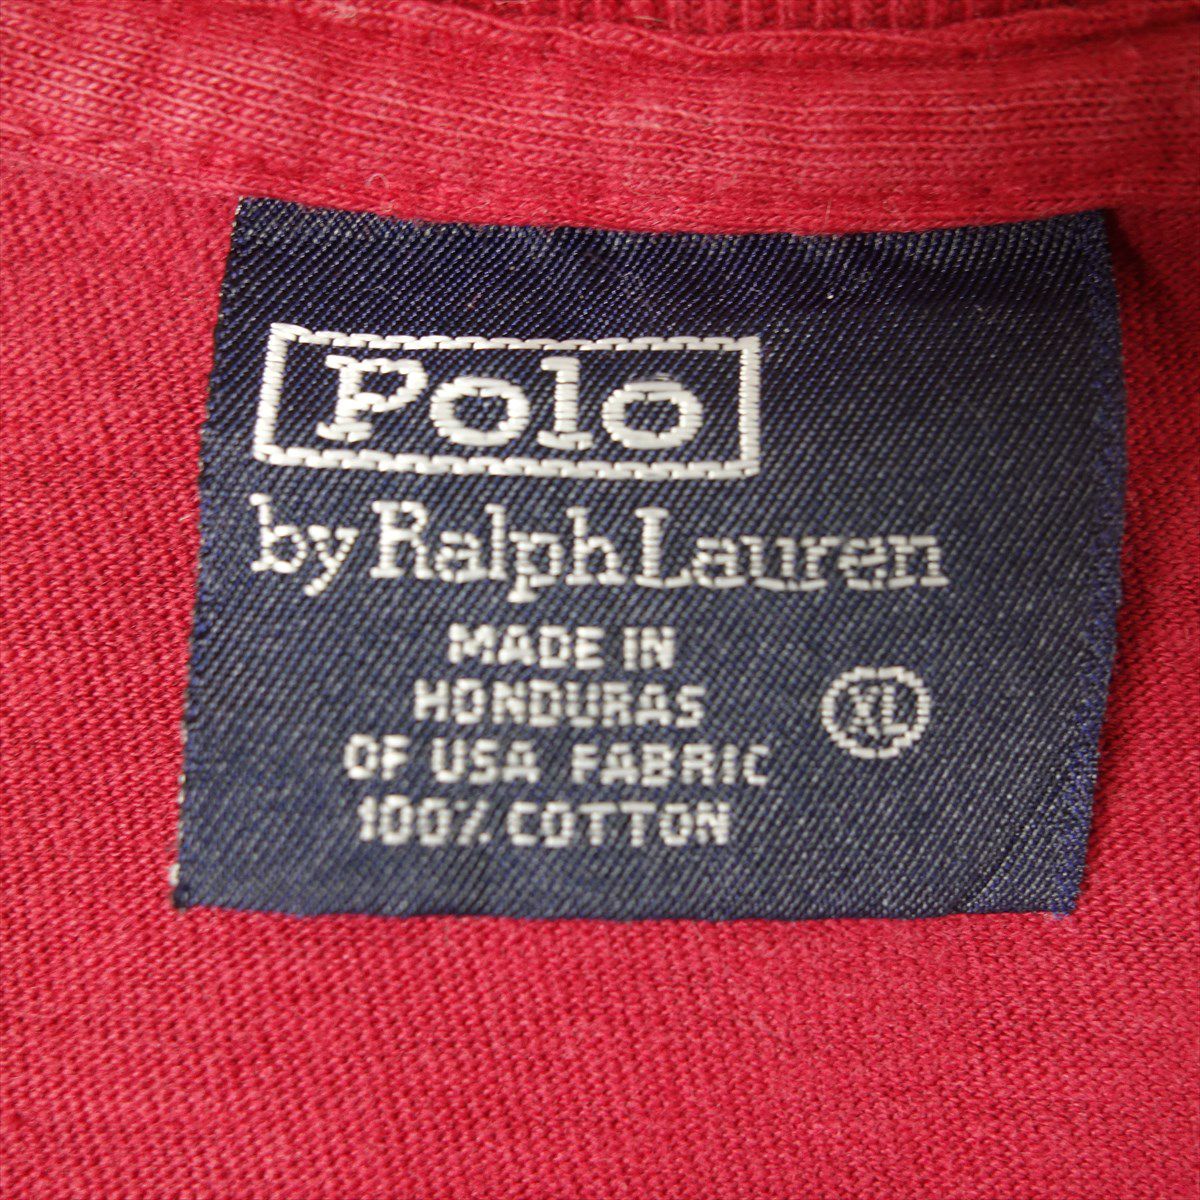 Polo
by Ralph Lauren
MADE IN
HONDURAS
OF USA FABRIC
100% COTTON
XL